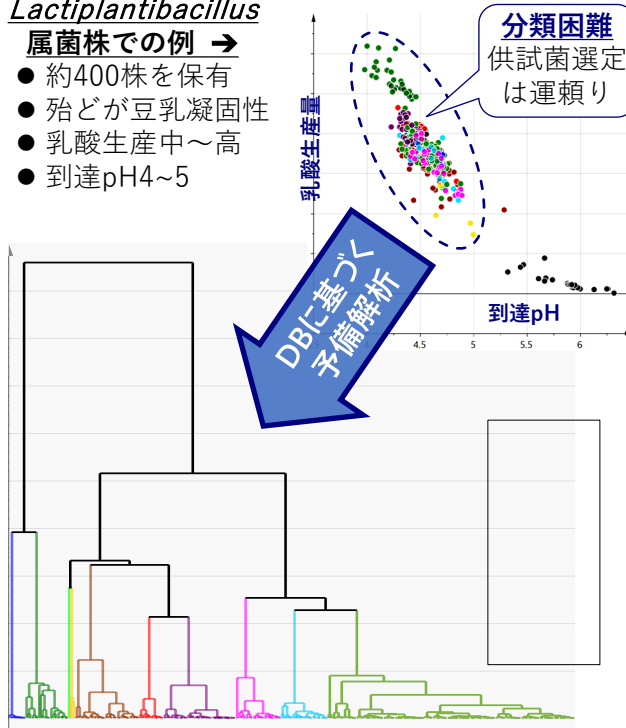 Lactiplantibacillus
属菌株での例 ➔
● 約400株を保有
● 殆どが豆乳凝固性
● 乳酸生産中～高
● 到達pH4~5
分類困難
供試菌選定
は運頼り
乳酸生産量
到達pH
4.5
5
5.5
6
DBに基づく
予備解析